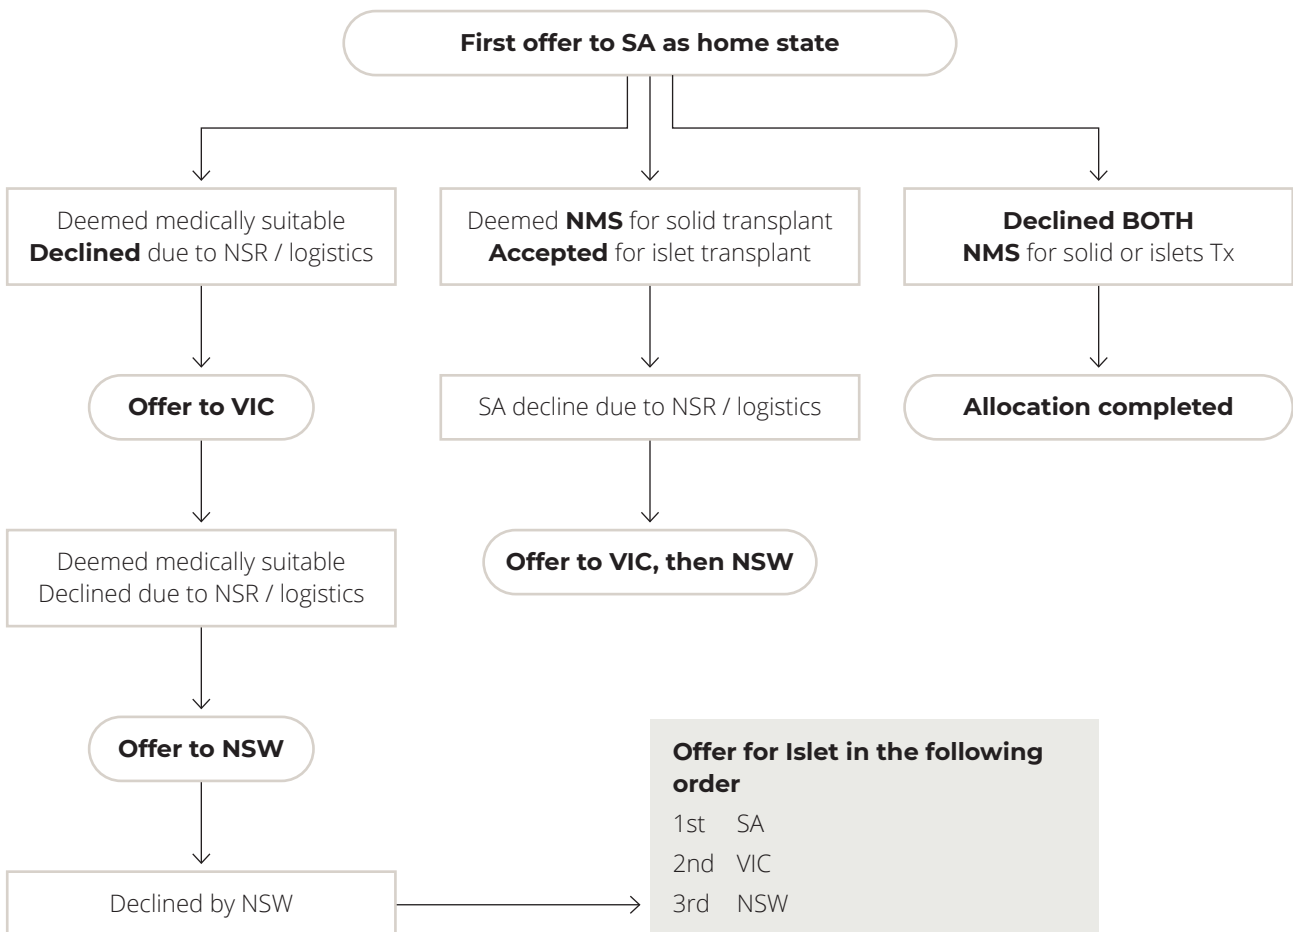 First offer to SA as home state
Deemed medically suitable
Declined due to NSR / logistics
Deemed NMS for solid transplant
Accepted for islet transplant
Declined BOTH
NMS for solid or islets Tx
Offer to VIC
SA decline due to NSR / logistics
Allocation completed
Deemed medically suitable
Declined due to NSR / logistics
Offer to VIC, then NSW
Offer to NSW
Declined by NSW
Offer for Islet in the following
order
1st SA
2nd VIC
3rd NSW